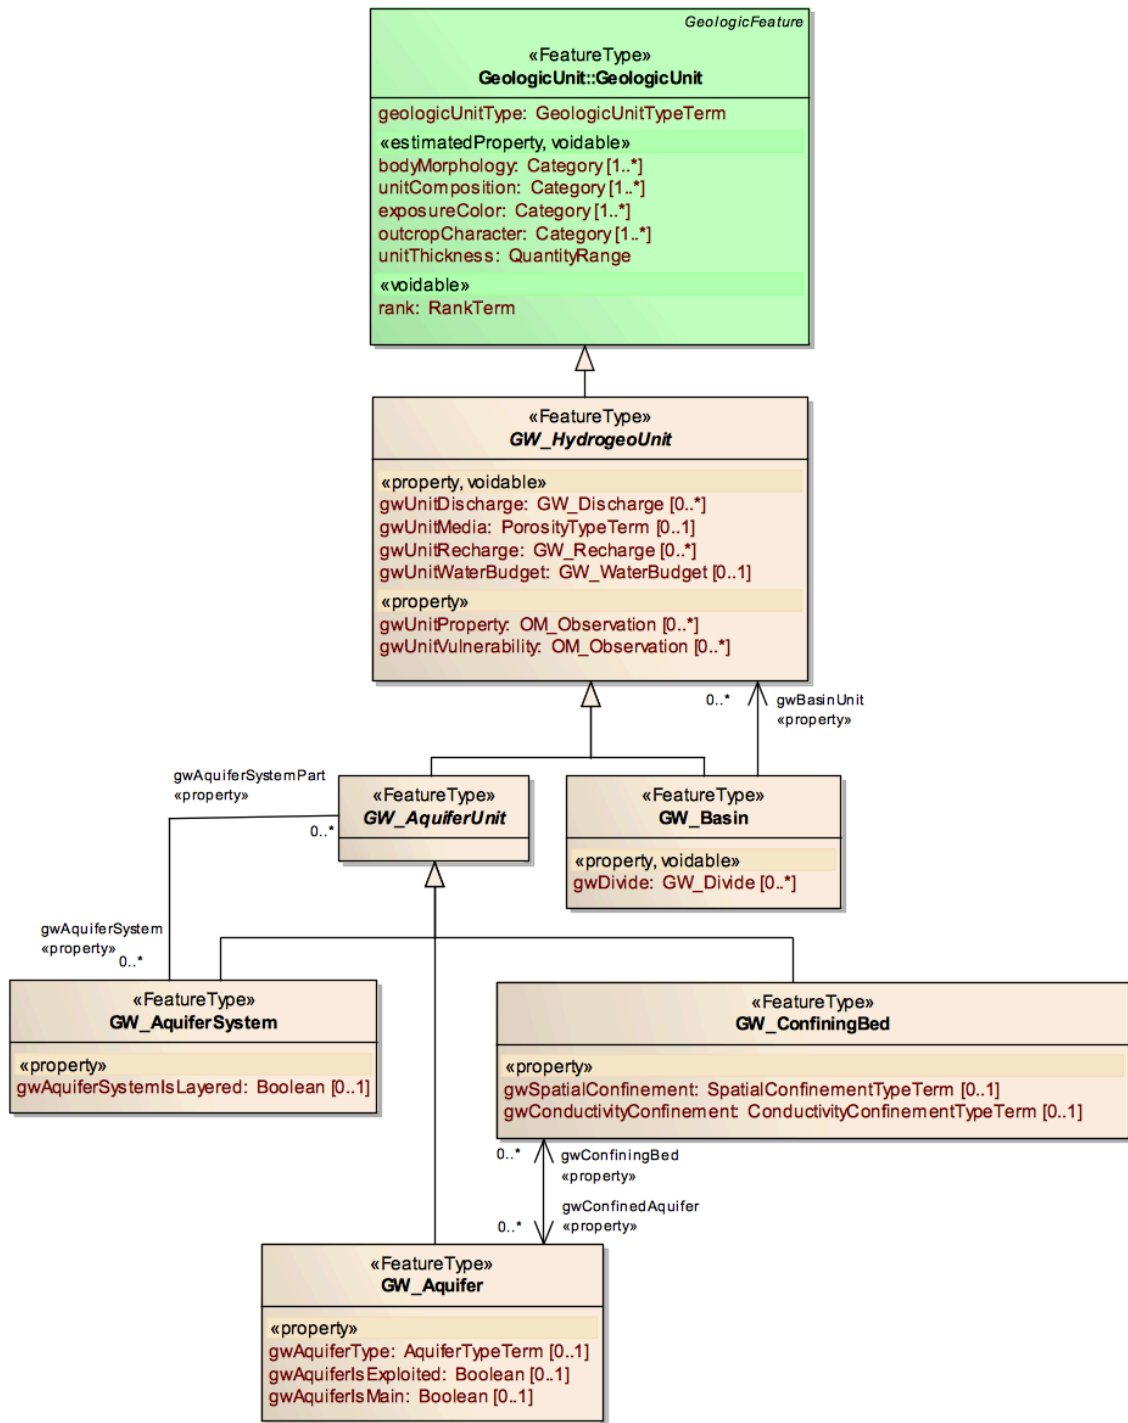 GeologicFeature
«FeatureType»
GeologicUnit::GeologicUnit
geologicUnitType: GeologicUnitTypeTerm
«estimatedProperty, voidable»
bodyMorphology: Category [1..*]
unitComposition: Category [1..*]
exposureColor: Category [1..*]
outcropCharacter: Category [1..*]
unitThickness: QuantityRange
«voidable»
rank: RankTerm
«FeatureType»
GW_HydrogeoUnit
«property, voidable»
gwUnitDischarge: GW_Discharge [0..*]
gwUnitMedia: PorosityTypeTerm [0..1]
gwUnitRecharge: GW_Recharge [0..*]
gwUnitWaterBudget: GW_WaterBudget [0..1]
«property»
gwUnitProperty: OM_Observation [0..*]
gwUnitVulnerability: OM_Observation [0..*]
0..*
gwBasinUnit
«property»
gwAquiferSystemPart
«property»
0..*
«FeatureType»
GW_AquiferUnit
«FeatureType»
GW_Basin
«property, voidable»
gwDivide: GW_Divide [0..*]
gwAquiferSystem
«property»
0..*
«FeatureType»
GW_AquiferSystem
«property»
gwAquiferSystemIsLayered: Boolean [0..1]
«FeatureType»
GW_ConfiningBed
«property»
gwSpatialConfinement: SpatialConfinementTypeTerm [0..1]
gwConductivityConfinement: ConductivityConfinementTypeTerm [0..1]
0..*
gwConfiningBed
«property»
gwConfinedAquifer
0..*
«property»
«FeatureType»
GW_Aquifer
«property»
gwAquiferType: AquiferTypeTerm [0..1]
gwAquiferIsExploited: Boolean [0..1]
gwAquiferIsMain: Boolean [0..1]